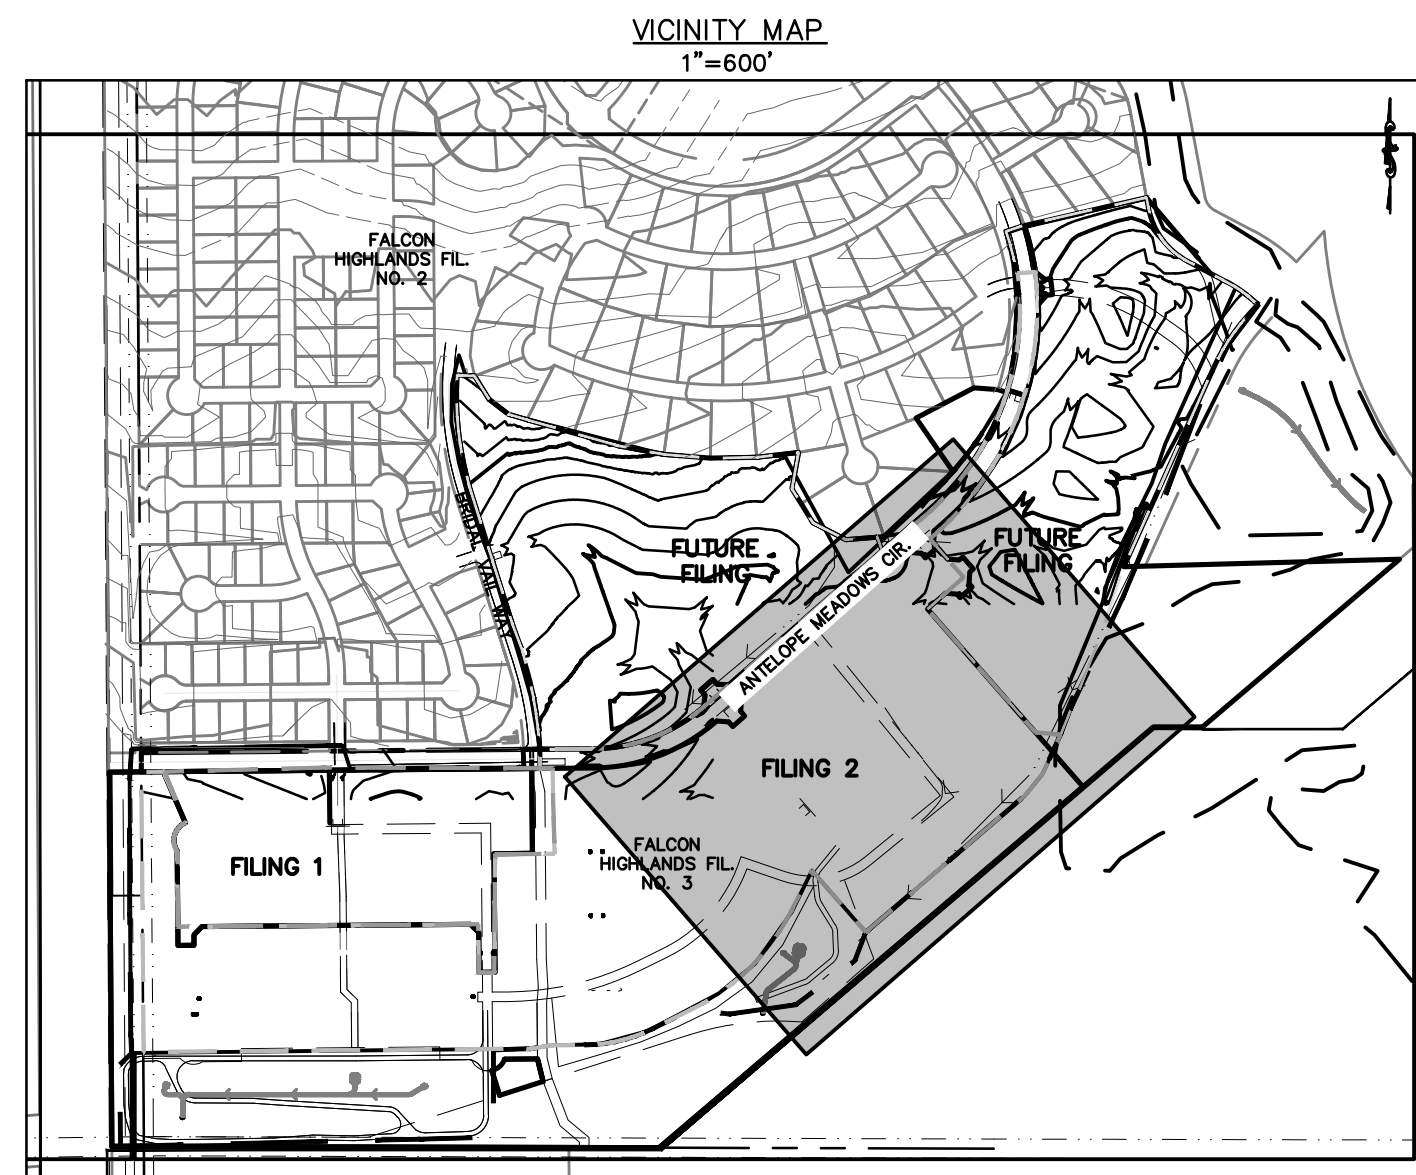 VICINITY MAP
1"=600'
FALCON
HIGHLANDS FIL.
NO. 2
BRIDAL VAIL WAY
FUTURE
FILING
FUTURE
FILING
ANTELOPE MEADOWS CIR.
FILING 2
FALCON
HIGHLANDS FIL.
NO. 3
FILING 1